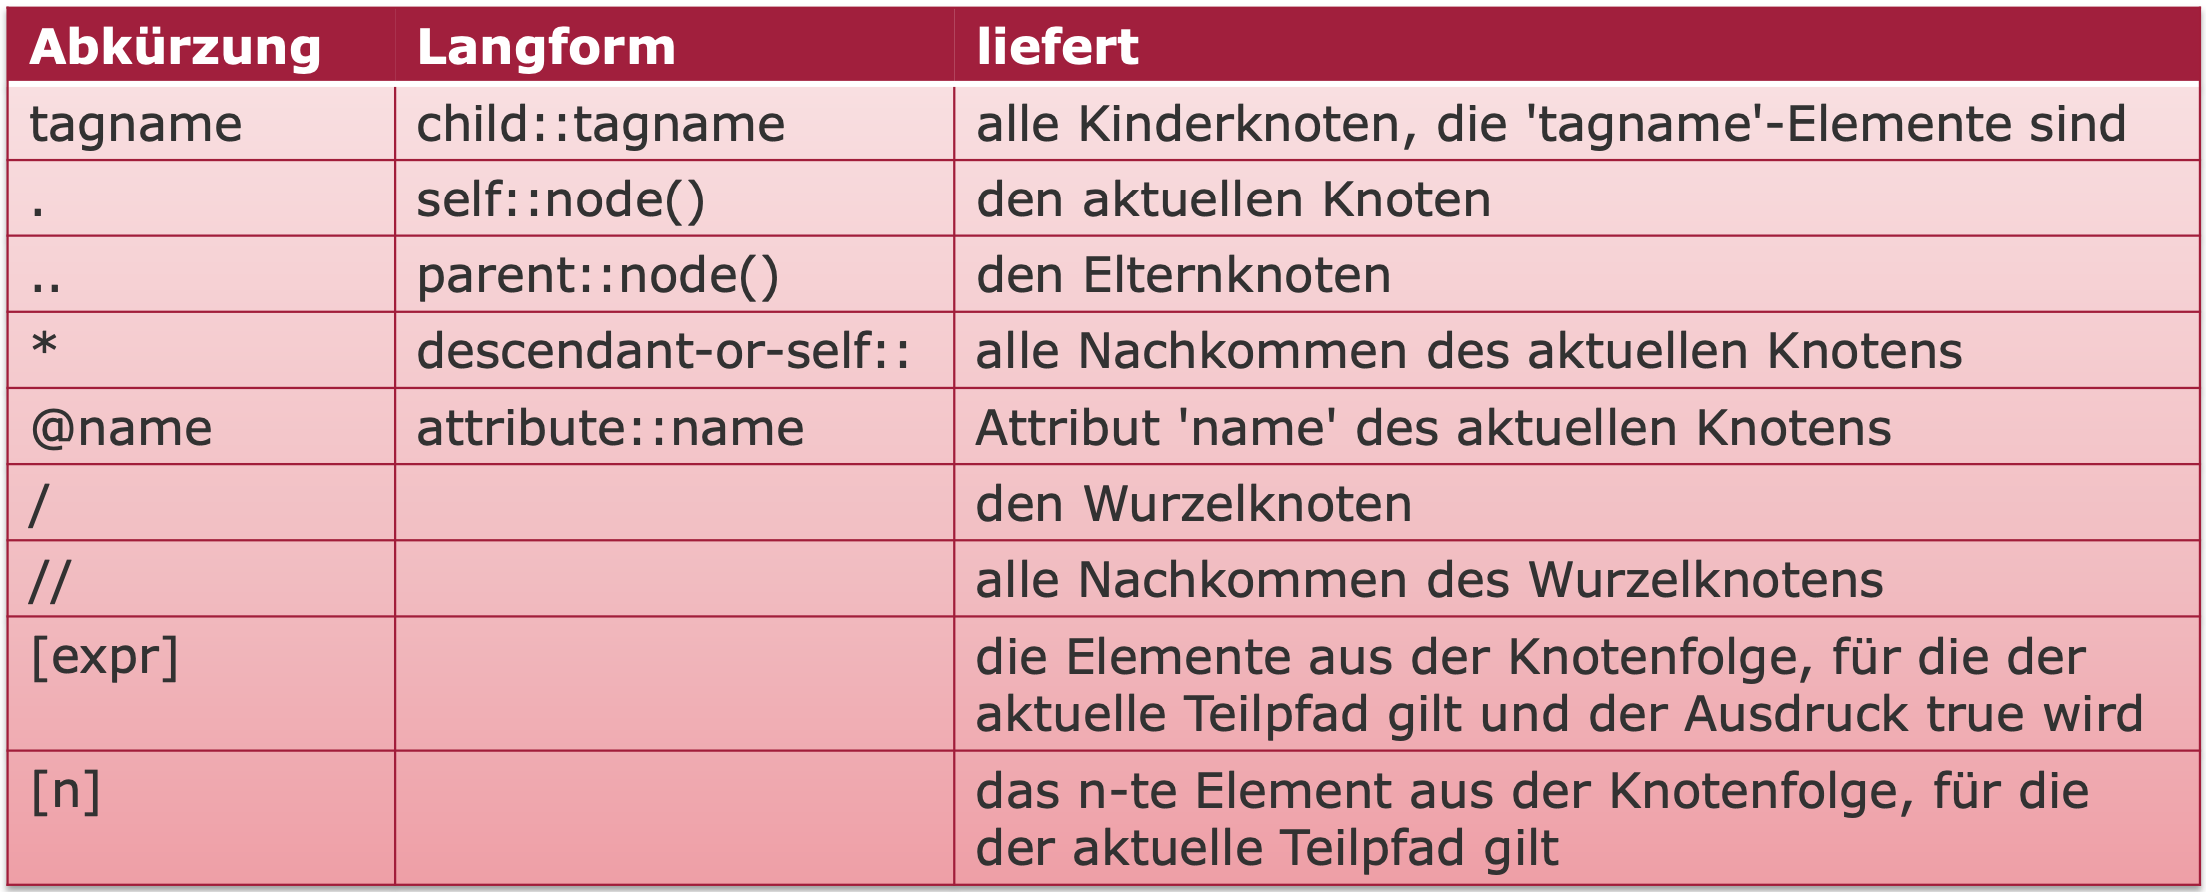 Abkürzung Langform liefert
tagname child::tagname alle Kinderknoten, die 'tagname'-Elemente sind
. self::node() den aktuellen Knoten
.. parent::node() den Elternknoten
* descendant-or-self:: alle Nachkommen des aktuellen Knotens
@name attribute::name Attribut 'name' des aktuellen Knotens
/ den Wurzelknoten
// alle Nachkommen des Wurzelknotens
[expr] die Elemente aus der Knotenfolge, für die der
aktuelle Teilpfad gilt und der Ausdruck true wird
[n] das n-te Element aus der Knotenfolge, für die
der aktuelle Teilpfad gilt